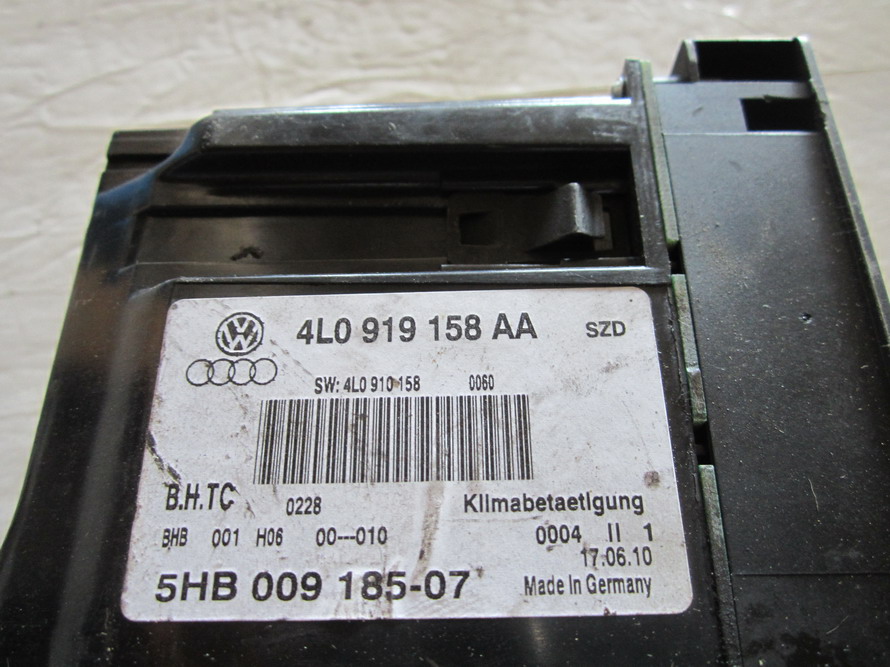 4L0 919 158 AA SZD
SW: 4L0 910 158 0060
B.H.TC 0228 Klimabetaetigung
BHB 001 H06 00---010 0004 II 1
17.06.10
5HB 009 185-07 Made In Germany